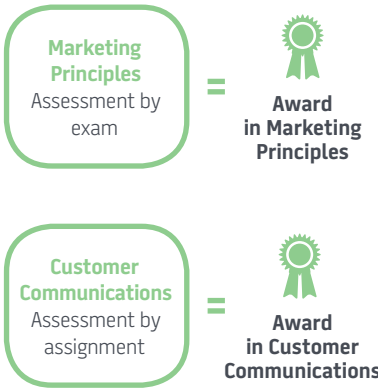 Marketing
Principles
Assessment by
exam
=
Award
in Marketing
Principles
Customer
Communications
Assessment by
assignment
=
Award
in Customer
Communications